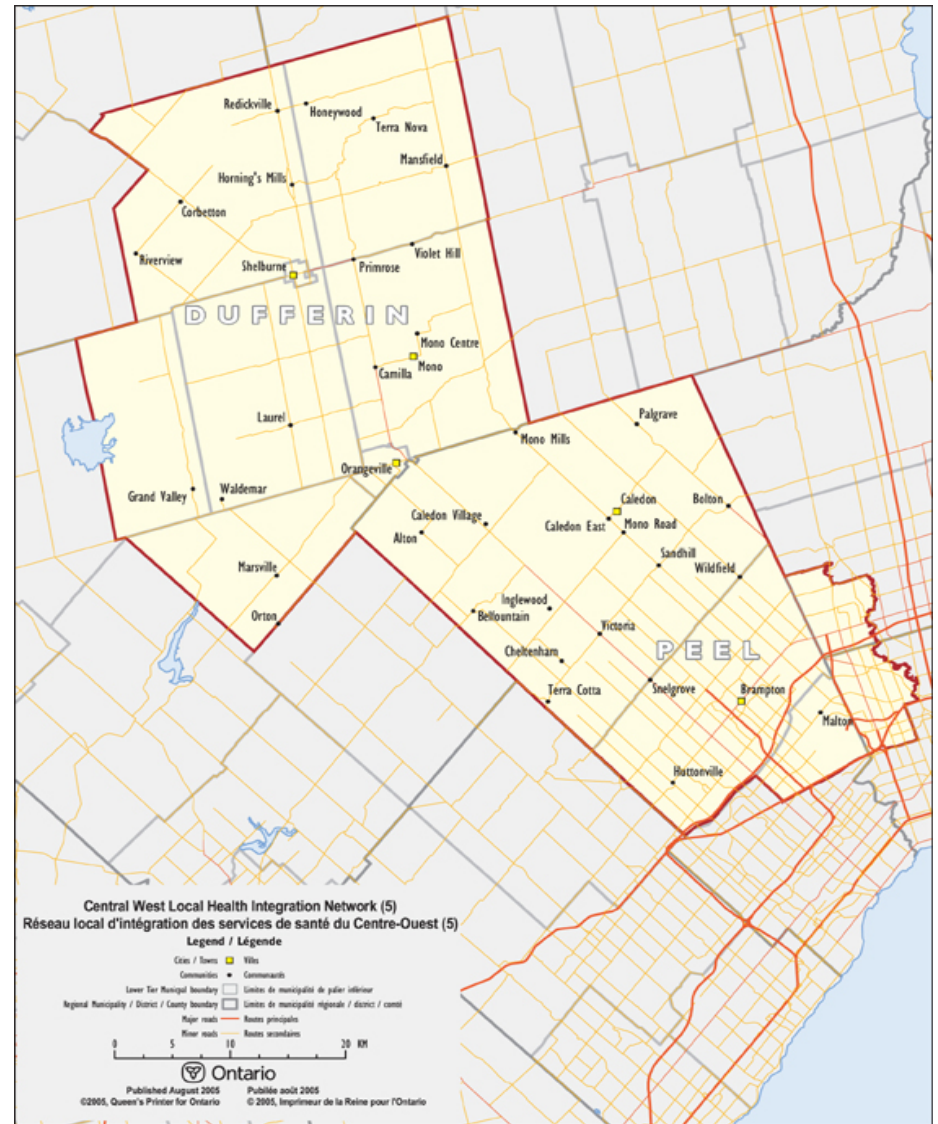 Redickville
Honeywood
Terra Nova
Mansfield
Horning's Mills
Corbetton
Riverview
Shelburne
Primrose
Violet Hill
DUFFERIN
Mono Centre
Mono
Camilla
Laurel
Palgrave
Mono Mills
Orangeville
Grand Valley
Waldemar
Caledon Village
Alton
Caledon
Caledon East
Mono Road
Bolton
Sandhill
Wildfield
Marsville
Orton
Inglewood
Belfountain
Victoria
Cheltenham
PEEL
Terra Cotta
Snelgrove
Brampton
Malton
Huttonville
Central West Local Health Integration Network (5)
Réseau local d'intégration des services de santé du Centre-Ouest (5)
Legend / Légende
Cities / Towns Villes
Communities Communautés
Lower Tier Municpal boundary Limites de municipalité de palier inférieur
Regional Municipality / District / County boundary Limites de municipalité régionale / district / comté
Major roads Routes principales
Minor roads Routes secondaires
0 5 10 20 KM
Ontario
Published August 2005 Publiée août 2005
©2005, Queen's Printer for Ontario © 2005, Imprimeur de la Reine pour l'Ontario